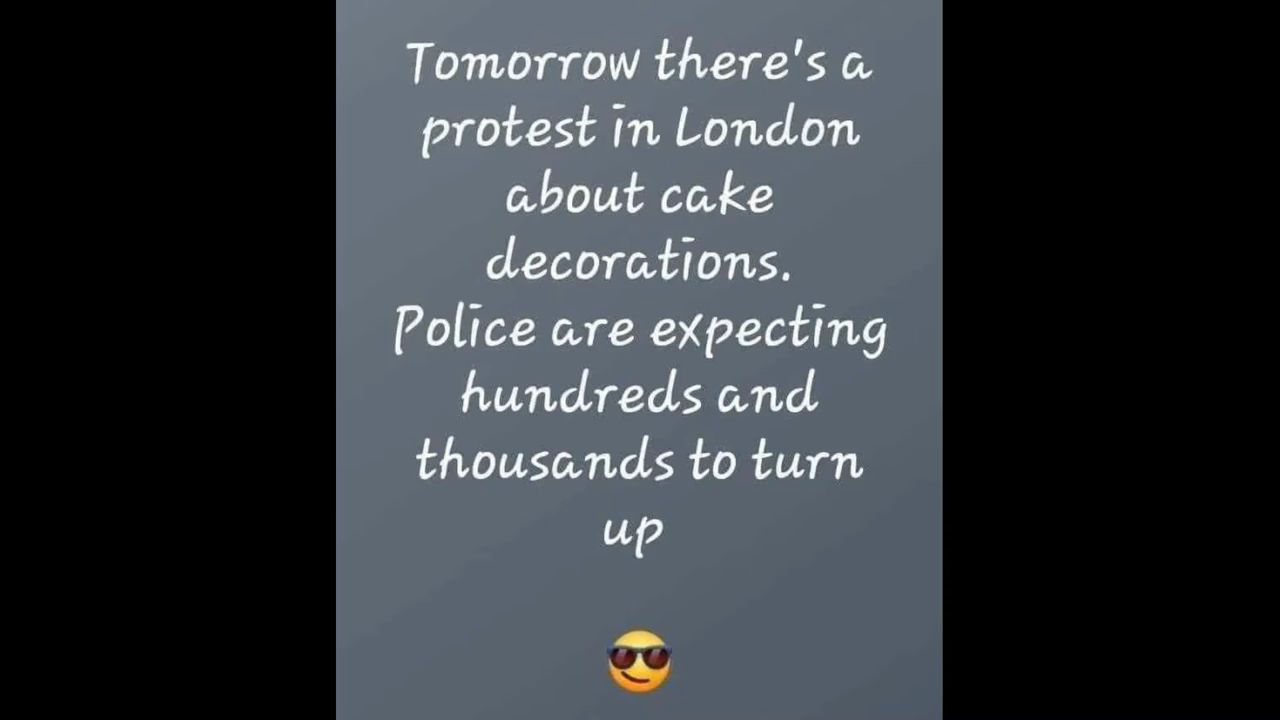 Tomorrow there's a
protest in London
about cake
decorations.
Police are expecting
hundreds and
thousands to turn
up
😎